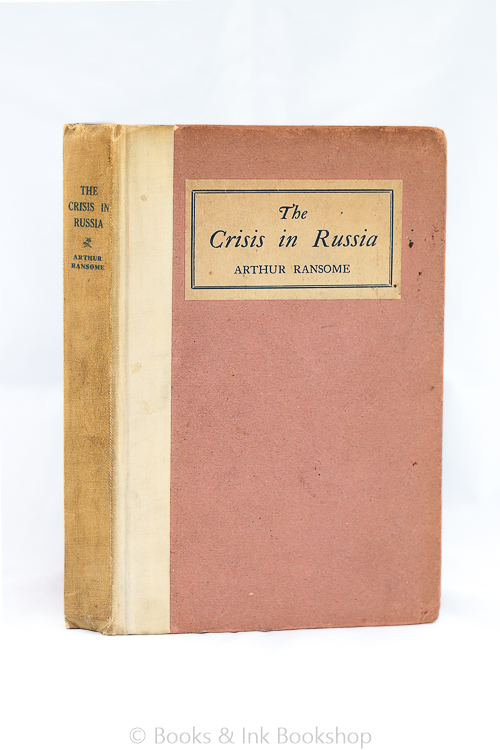 THE
CRISIS IN
RUSSIA
ARTHUR
RANSOME
The
Crisis in Russia
ARTHUR RANSOME
© Books & Ink Bookshop